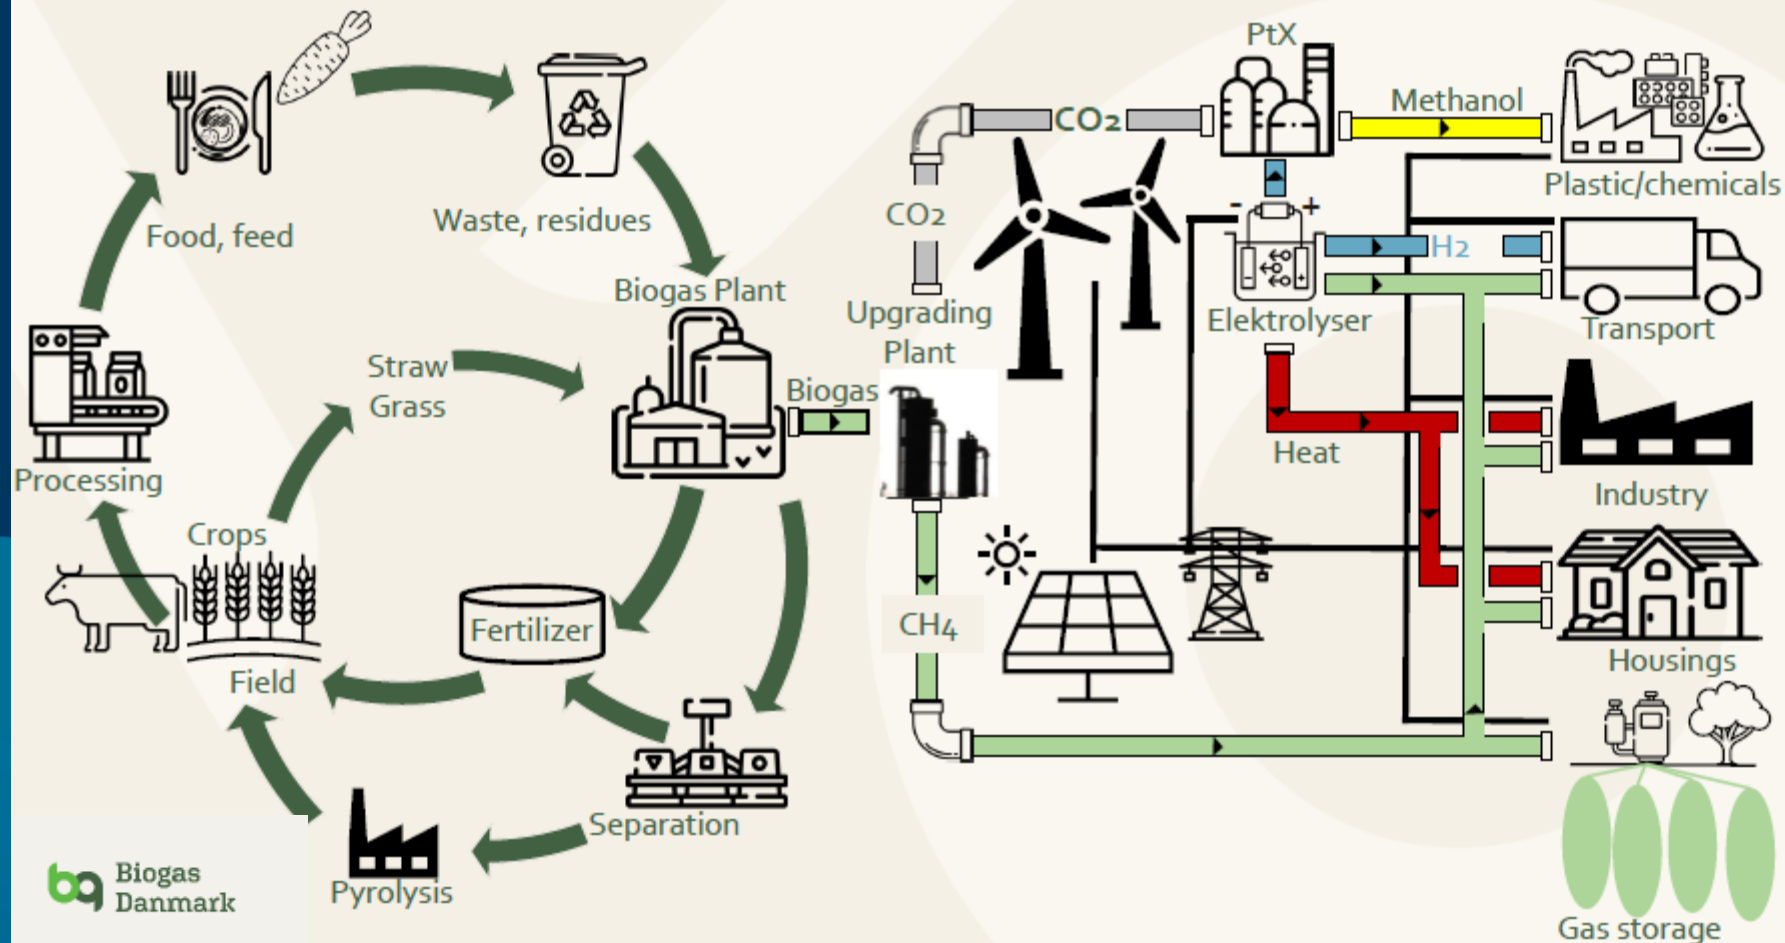 PtX
CO2
Methanol
Plastic/chemicals
Food, feed
Waste, residues
CO2
- +
H2
Biogas Plant
Upgrading
Plant
Elektrolyser
Transport
Straw
Grass
Biogas
Heat
Processing
Industry
Crops
Fertilizer
CH4
Field
Housings
Separation
Pyrolysis
Biogas
Danmark
Gas storage